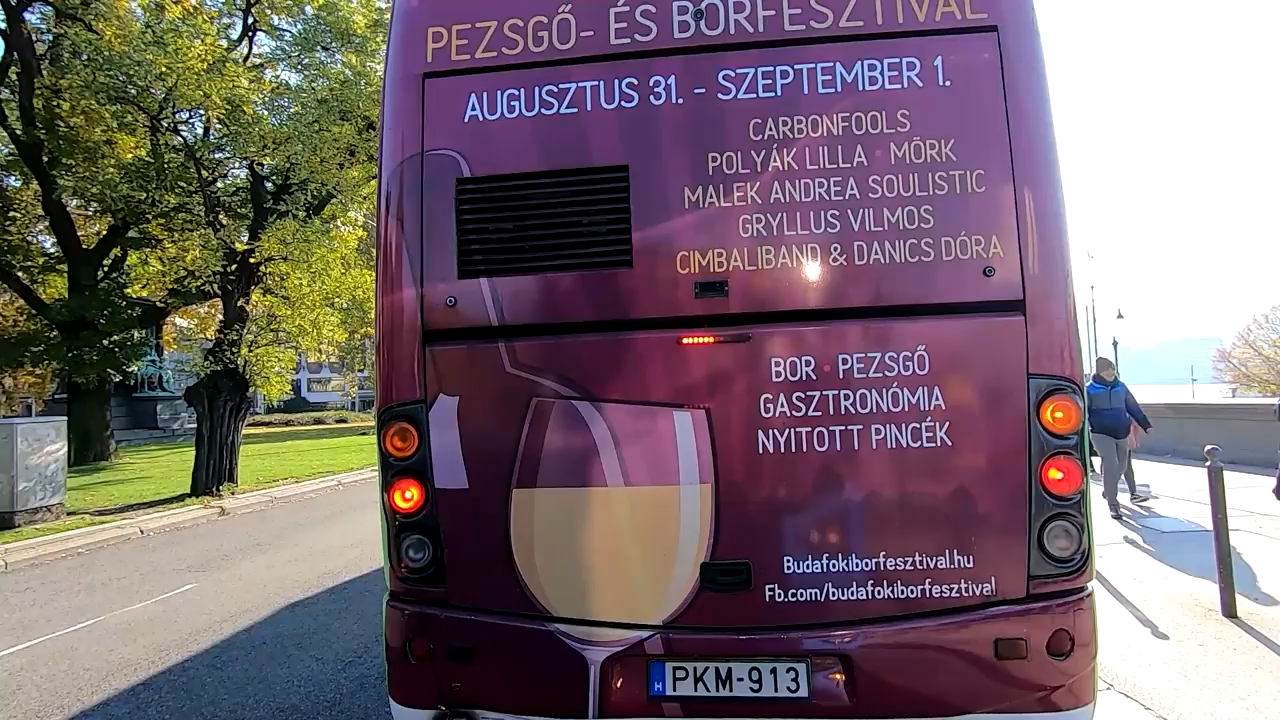 PEZSGŐ- ÉS BORFESZTIVÁL
AUGUSZTUS 31. - SZEPTEMBER 1.
CARBONFOOLS
POLYÁK LILLA · MÖRK
MALEK ANDREA SOULISTIC
GRYLLUS VILMOS
CIMBALIBAND & DANICS DÓRA
BOR · PEZSGŐ
GASZTRONÓMIA
NYITOTT PINCÉK
Budafokiborfesztival.hu
Fb.com/budafokiborfesztival
H PKM-913